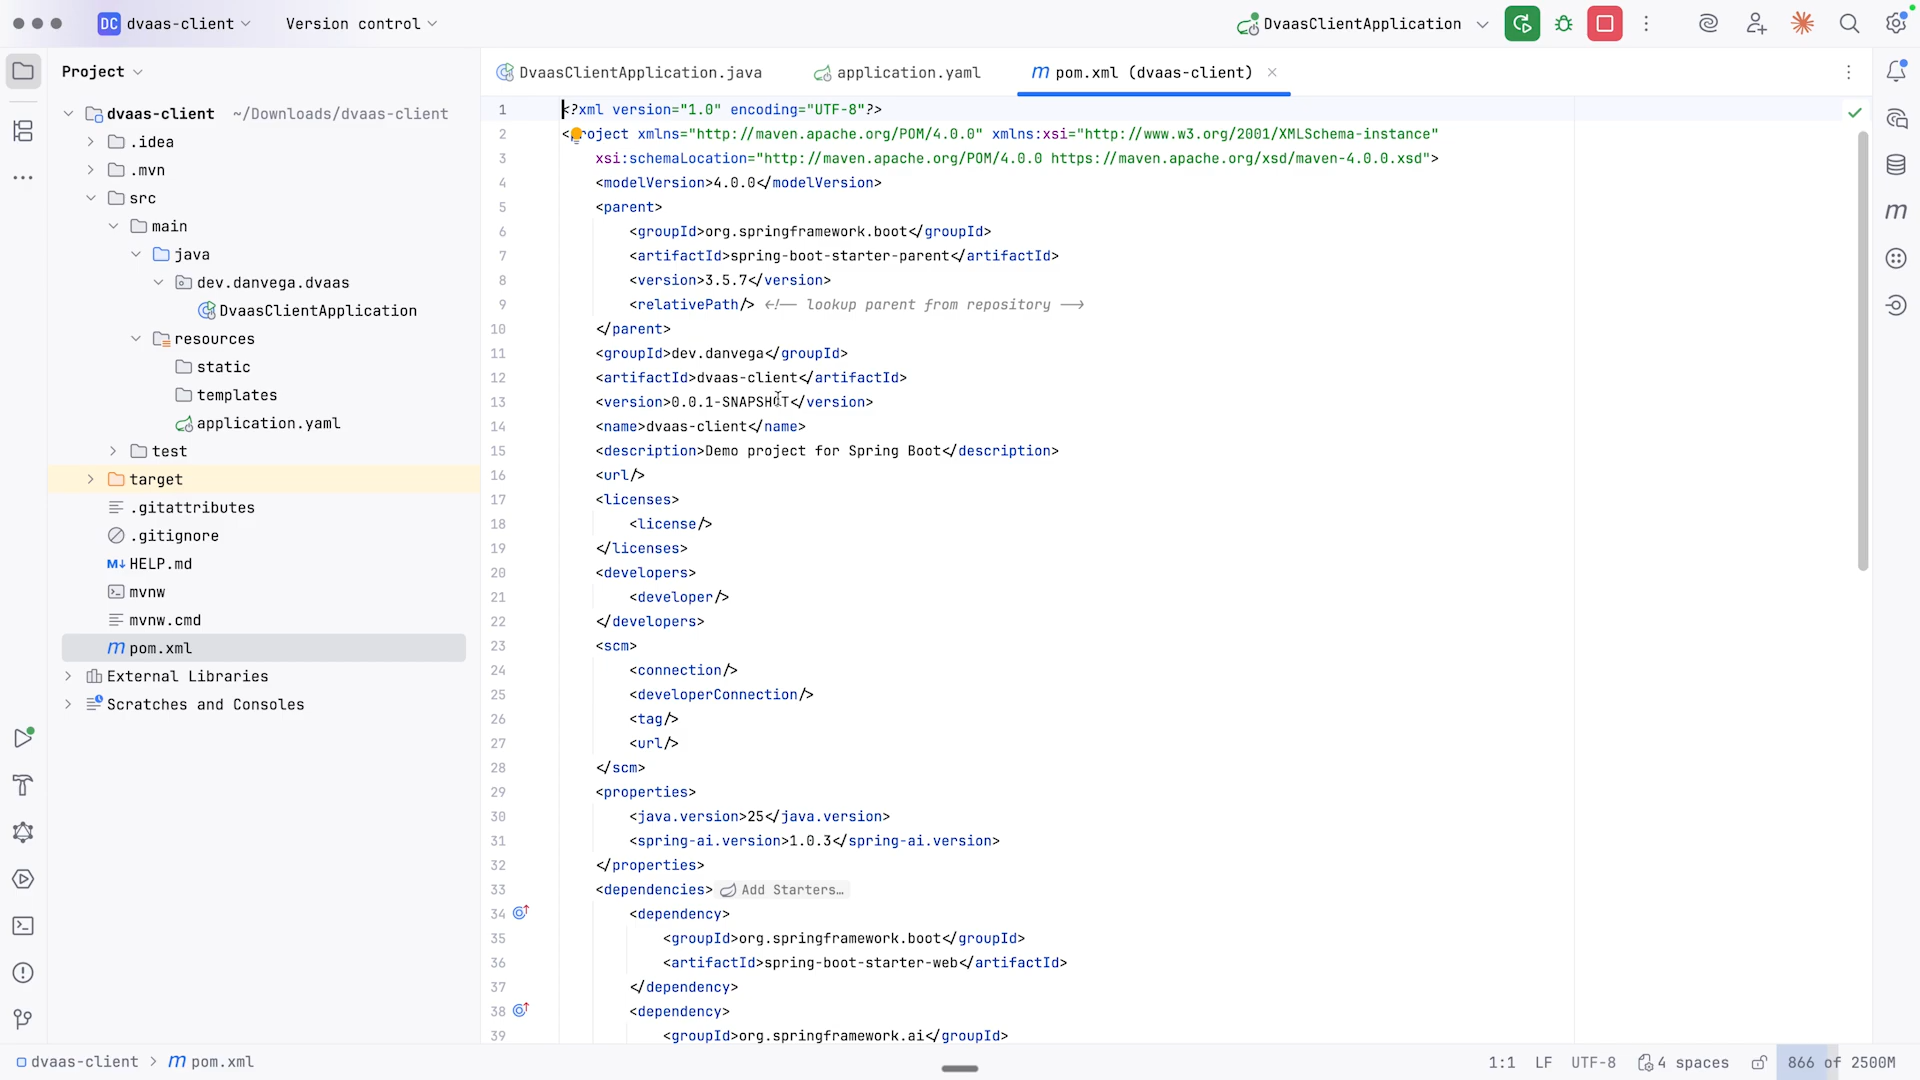 DC dvaas-client
Version control
DvaasClientApplication
Project
dvaas-client ~/Downloads/dvaas-client
.idea
.mvn
src
main
java
dev.danvega.dvaas
DvaasClientApplication
resources
static
templates
application.yaml
test
target
.gitattributes
.gitignore
M↓ HELP.md
mvnw
mvnw.cmd
m pom.xml
External Libraries
Scratches and Consoles
DvaasClientApplication.java
application.yaml
m pom.xml (dvaas-client)
1 <?xml version="1.0" encoding="UTF-8"?>
2 <project xmlns="http://maven.apache.org/POM/4.0.0" xmlns:xsi="http://www.w3.org/2001/XMLSchema-instance"
3 xsi:schemaLocation="http://maven.apache.org/POM/4.0.0 https://maven.apache.org/xsd/maven-4.0.0.xsd">
4 <modelVersion>4.0.0</modelVersion>
5 <parent>
6 <groupId>org.springframework.boot</groupId>
7 <artifactId>spring-boot-starter-parent</artifactId>
8 <version>3.5.7</version>
9 <relativePath/> <!-- lookup parent from repository -->
10 </parent>
11 <groupId>dev.danvega</groupId>
12 <artifactId>dvaas-client</artifactId>
13 <version>0.0.1-SNAPSHOT</version>
14 <name>dvaas-client</name>
15 <description>Demo project for Spring Boot</description>
16 <url/>
17 <licenses>
18 <license/>
19 </licenses>
20 <developers>
21 <developer/>
22 </developers>
23 <scm>
24 <connection/>
25 <developerConnection/>
26 <tag/>
27 <url/>
28 </scm>
29 <properties>
30 <java.version>25</java.version>
31 <spring-ai.version>1.0.3</spring-ai.version>
32 </properties>
33 <dependencies> Add Starters…
34 <dependency>
35 <groupId>org.springframework.boot</groupId>
36 <artifactId>spring-boot-starter-web</artifactId>
37 </dependency>
38 <dependency>
39 <groupId>org.springframework.ai</groupId>
m
dvaas-client > m pom.xml
1:1 LF UTF-8 4 spaces 866 of 2500M